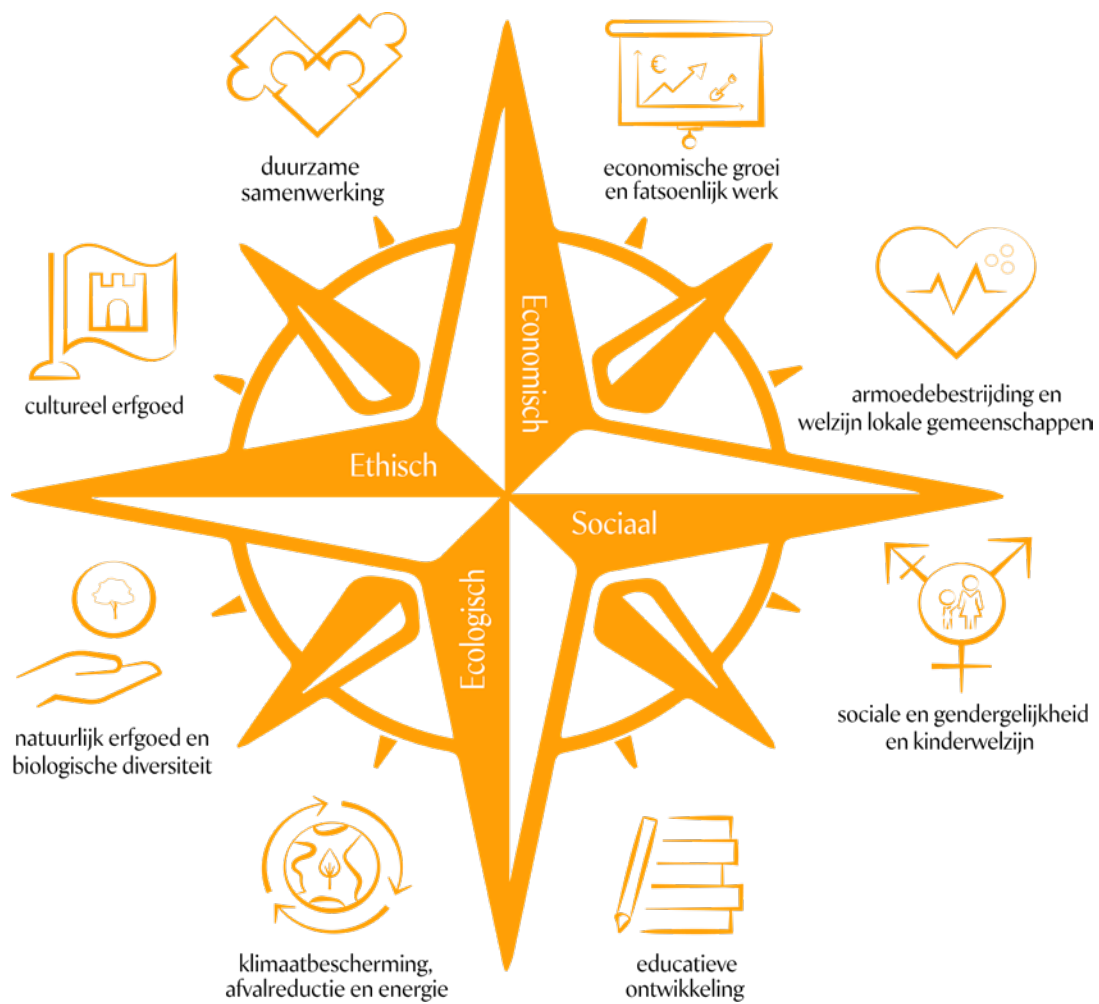 duurzame
samenwerking
economische groei
en fatsoenlijk werk
€
cultureel erfgoed
armoedebestrijding en
welzijn lokale gemeenschappen
Economisch
Ethisch
Sociaal
Ecologisch
natuurlijk erfgoed en
biologische diversiteit
sociale en gendergelijkheid
en kinderwelzijn
klimaatbescherming,
afvalreductie en energie
educatieve
ontwikkeling